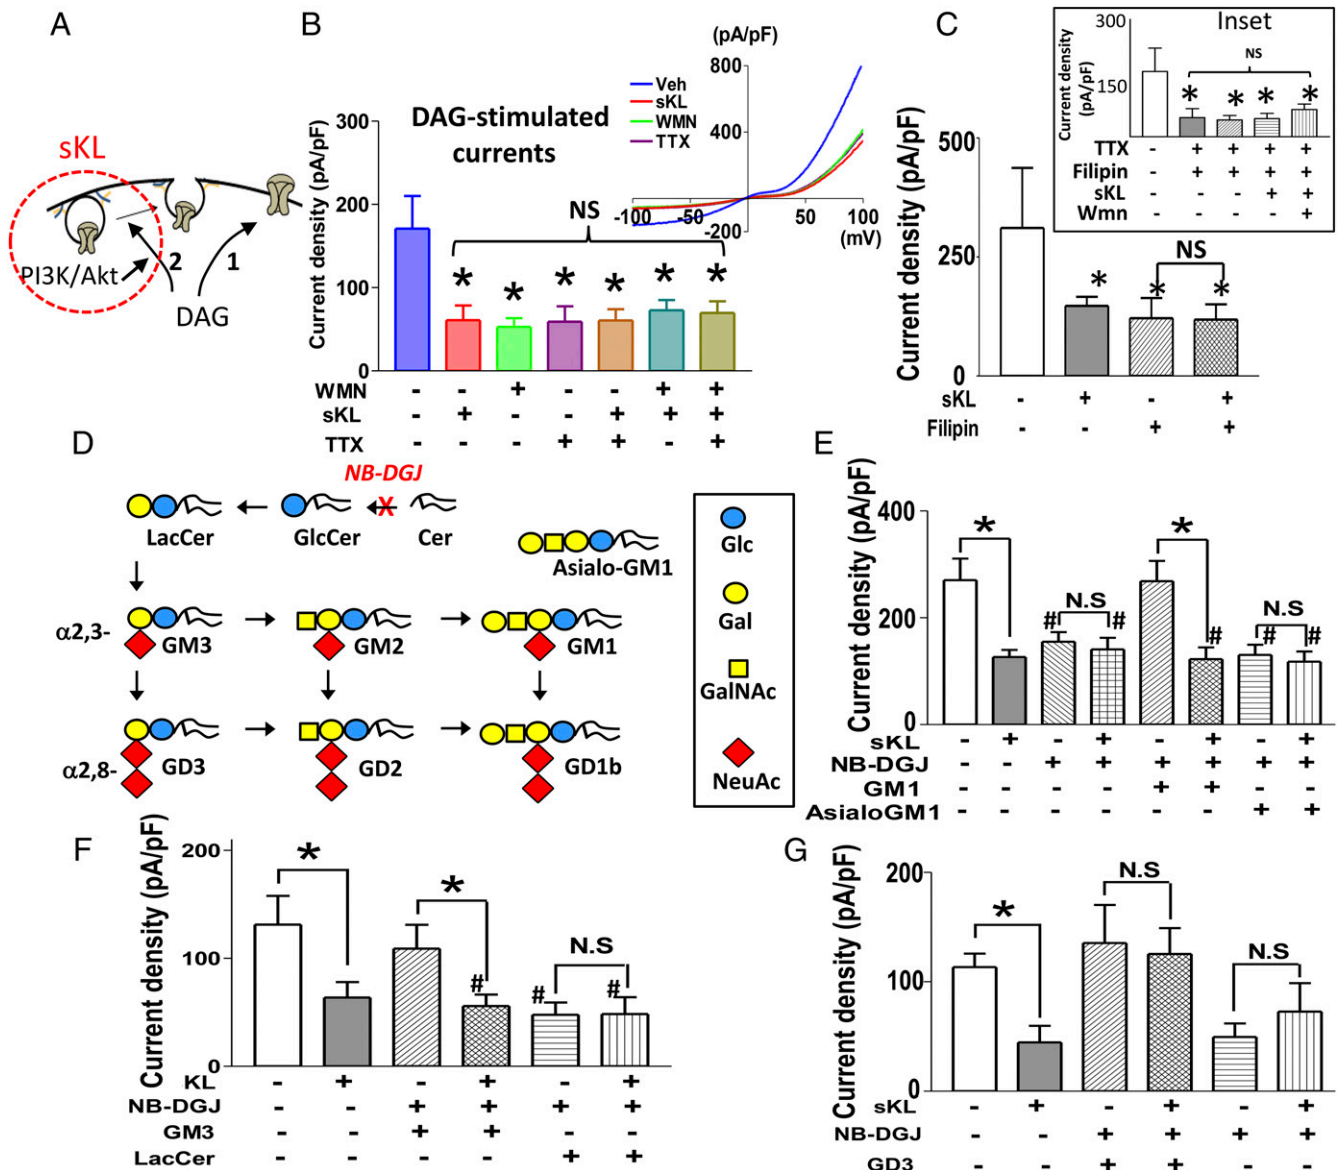 A
sKL
PI3K/Akt
2
1
DAG
B
DAG-stimulated
currents
Current density (pA/pF)
300
200
100
0
NS
* * * * * *
(pA/pF)
800
400
-200
-100 -50 50 100
(mV)
Veh
sKL
WMN
TTX
WMN - - + - - + +
sKL - + - - + + +
TTX - - - + + - +
C
Inset
Current density
(pA/pF)
300
150
NS
* * * *
TTX - + + + +
Filipin - + + + +
sKL - + +
Wmn - +
Current density (pA/pF)
500
250
0
NS
* * *
sKL - + - +
Filipin - - + +
D
NB-DGJ
X
LacCer GlcCer Cer
Asialo-GM1
α2,3- GM3 GM2 GM1
α2,8- GD3 GD2 GD1b
Glc
Gal
GalNAc
NeuAc
E
Current density (pA/pF)
400
200
0
* # N.S # * # # N.S #
sKL - + - + - + - +
NB-DGJ - - + + + + + +
GM1 - - - - + + - -
AsialoGM1 - - - - - - + +
F
Current density (pA/pF)
200
100
0
* * # # N.S #
KL - + - + - +
NB-DGJ - - + + + +
GM3 - - + + - -
LacCer - - - - + +
G
Current density (pA/pF)
200
100
0
* N.S N.S
sKL - + - + - +
NB-DGJ - - + + + +
GD3 - - + + - -